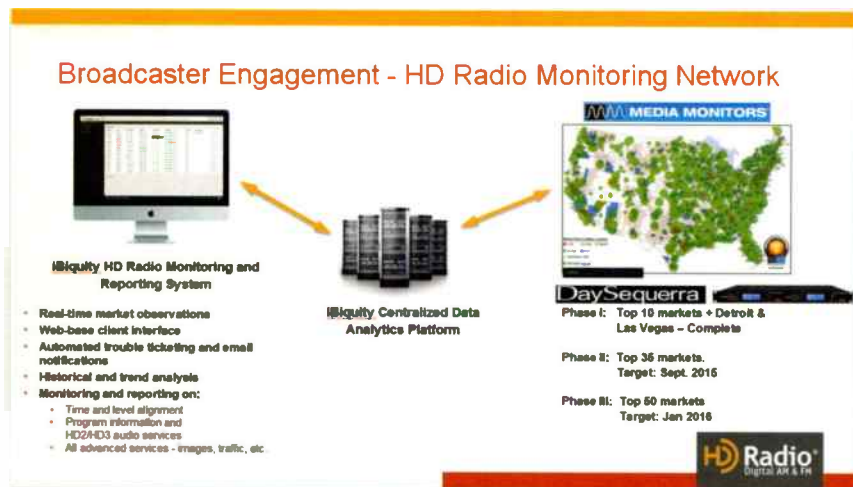 Broadcaster Engagement - HD Radio Monitoring Network
MEDIA MONITORS
iBiquity HD Radio Monitoring and
Reporting System
Real-time market observations
Web-base client interface
Automated trouble ticketing and email
notifications
Historical and trend analysis
Monitoring and reporting on:
Time and level alignment
Program information and
HD2/HD3 audio services
All advanced services - images, traffic, etc.
iBiquity Centralized Data
Analytics Platform
DaySequerra
Phase I: Top 10 markets + Detroit &
Las Vegas – Complete
Phase II: Top 35 markets.
Target: Sept. 2015
Phase III: Top 50 markets
Target: Jan 2016
HD Radio
Digital AM & FM